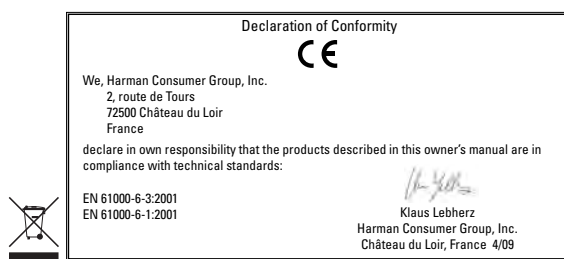 Declaration of Conformity
CE
We, Harman Consumer Group, Inc.
2, route de Tours
72500 Château du Loir
France
declare in own responsibility that the products described in this owner's manual are in
compliance with technical standards:
EN 61000-6-3:2001
EN 61000-6-1:2001
Klaus Lebherz
Harman Consumer Group, Inc.
Château du Loir, France 4/09